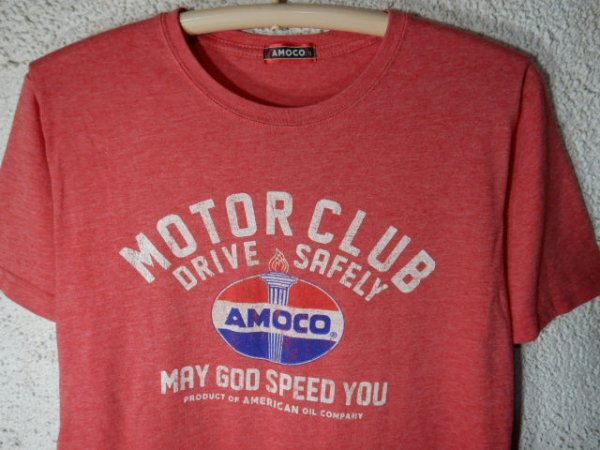 AMOCO
MOTOR CLUB
DRIVE SAFELY
AMOCO®
MAY GOD SPEED YOU
PRODUCT OF AMERICAN OIL COMPANY